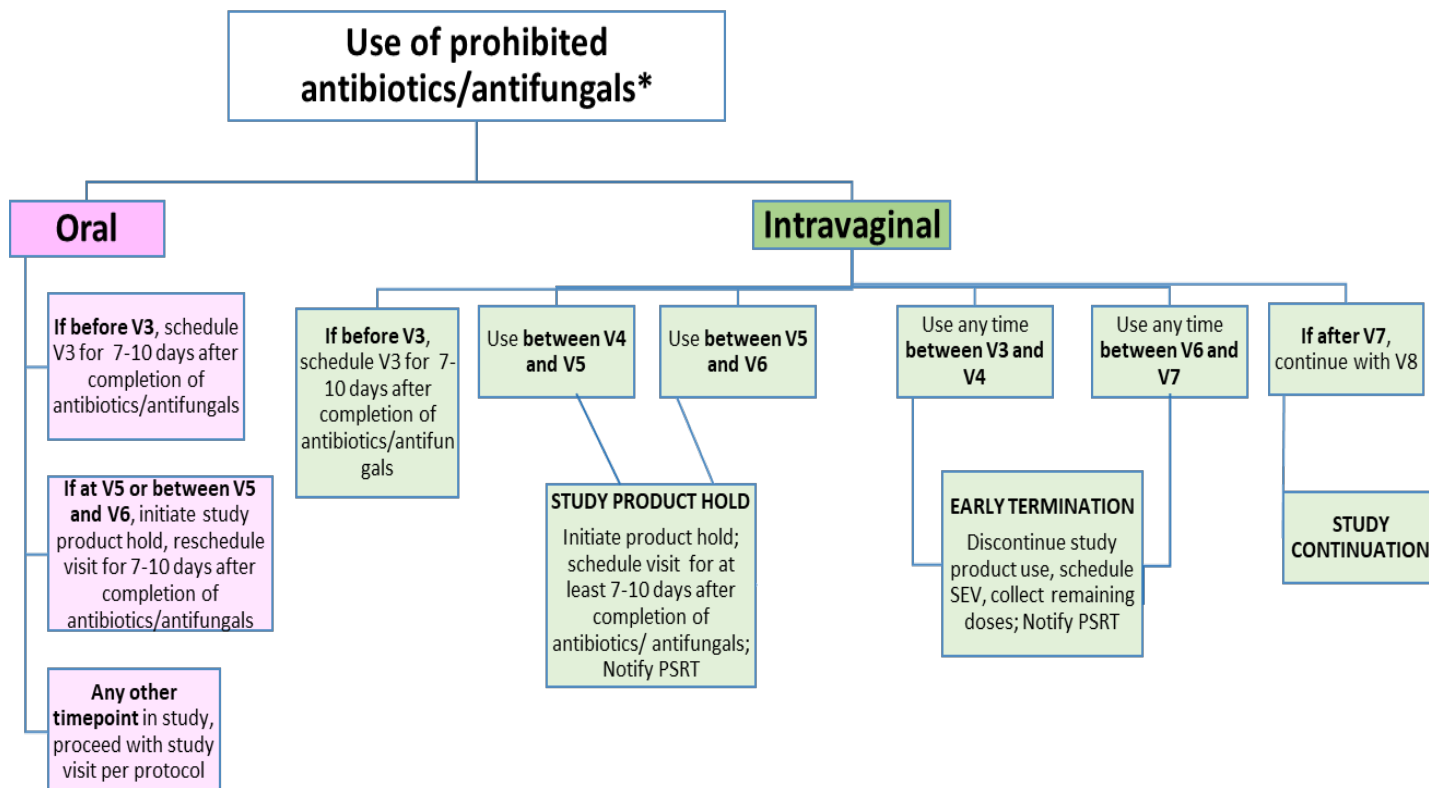 Use of prohibited
antibiotics/antifungals*
Oral
Intravaginal
If before V3, schedule
V3 for 7-10 days after
completion of
antibiotics/antifungals
If at V5 or between V5
and V6, initiate study
product hold, reschedule
visit for 7-10 days after
completion of
antibiotics/antifungals
Any other
timepoint in study,
proceed with study
visit per protocol
If before V3,
schedule V3 for 7-
10 days after
completion of
antibiotics/antifun
gals
Use between V4
and V5
Use between V5
and V6
Use any time
between V3 and
V4
Use any time
between V6 and
V7
If after V7,
continue with V8
STUDY PRODUCT HOLD
Initiate product hold;
schedule visit for at
least 7-10 days after
completion of
antibiotics/ antifungals;
Notify PSRT
EARLY TERMINATION
Discontinue study
product use, schedule
SEV, collect remaining
doses; Notify PSRT
STUDY
CONTINUATION